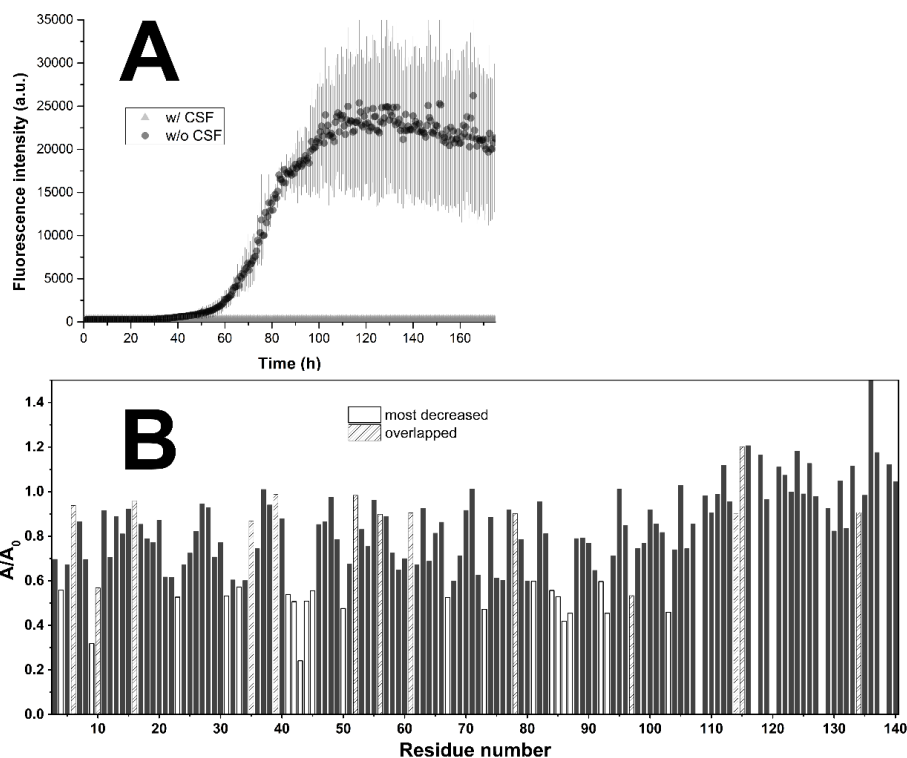 A
Fluorescence intensity (a.u.)
35000
30000
25000
20000
15000
10000
5000
0
w/ CSF
w/o CSF
0 20 40 60 80 100 120 140 160
Time (h)
B
A/A0
1.4
1.2
1.0
0.8
0.6
0.4
0.2
0.0
most decreased
overlapped
10 20 30 40 50 60 70 80 90 100 110 120 130 140
Residue number